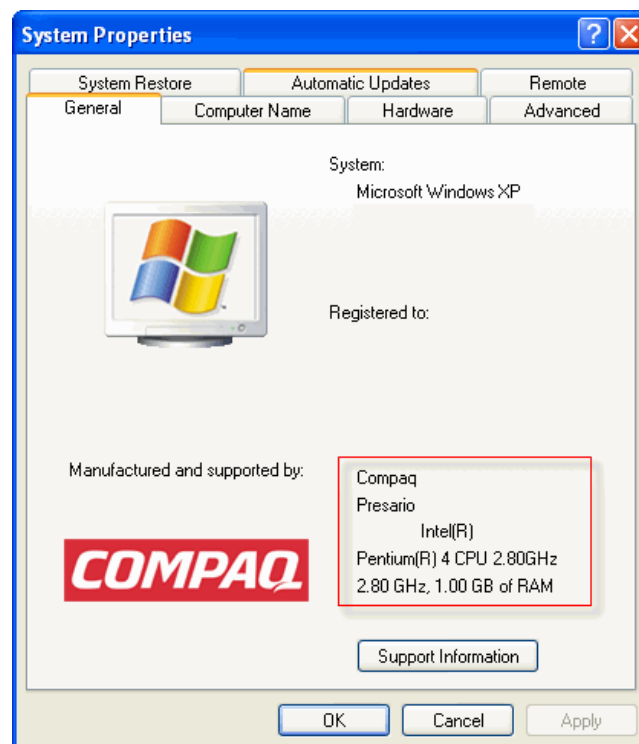 System Properties
System Restore
Automatic Updates
Remote
General
Computer Name
Hardware
Advanced
System:
Microsoft Windows XP
Registered to:
Manufactured and supported by:
COMPAQ
Compaq
Presario
Intel(R)
Pentium(R) 4 CPU 2.80GHz
2.80 GHz, 1.00 GB of RAM
Support Information
OK
Cancel
Apply